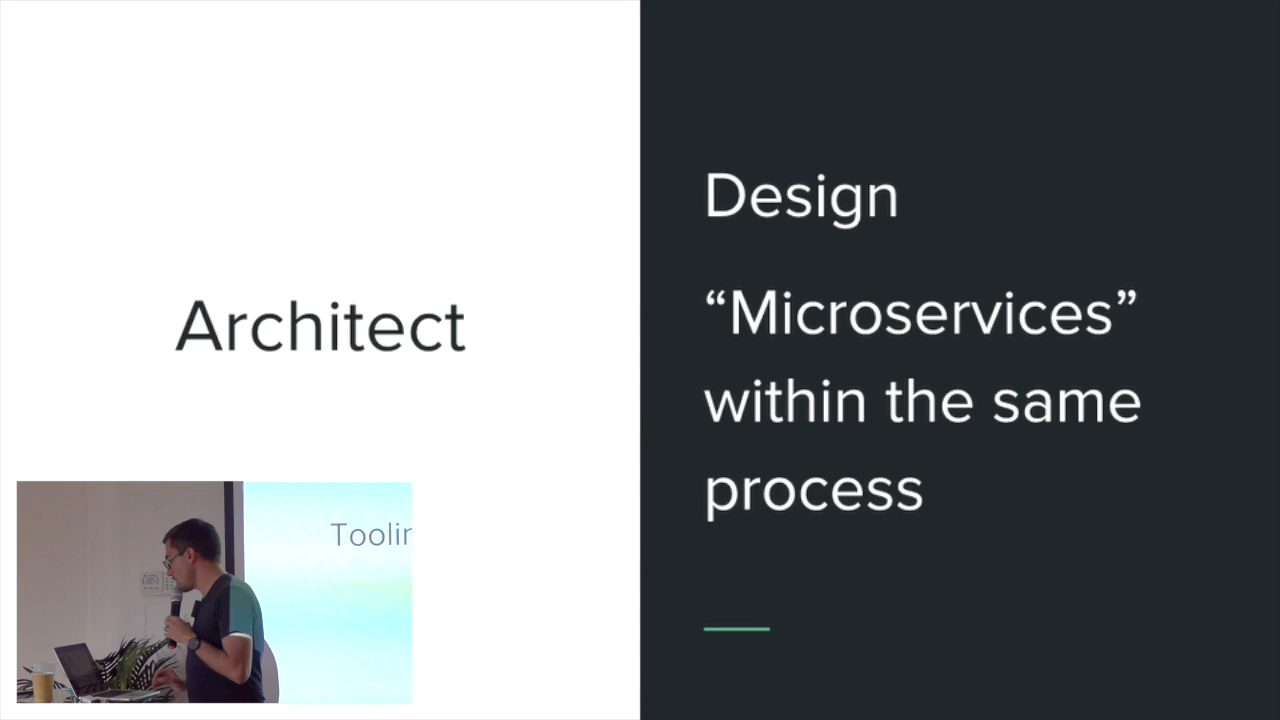 Architect
Design
“Microservices”
within the same
process